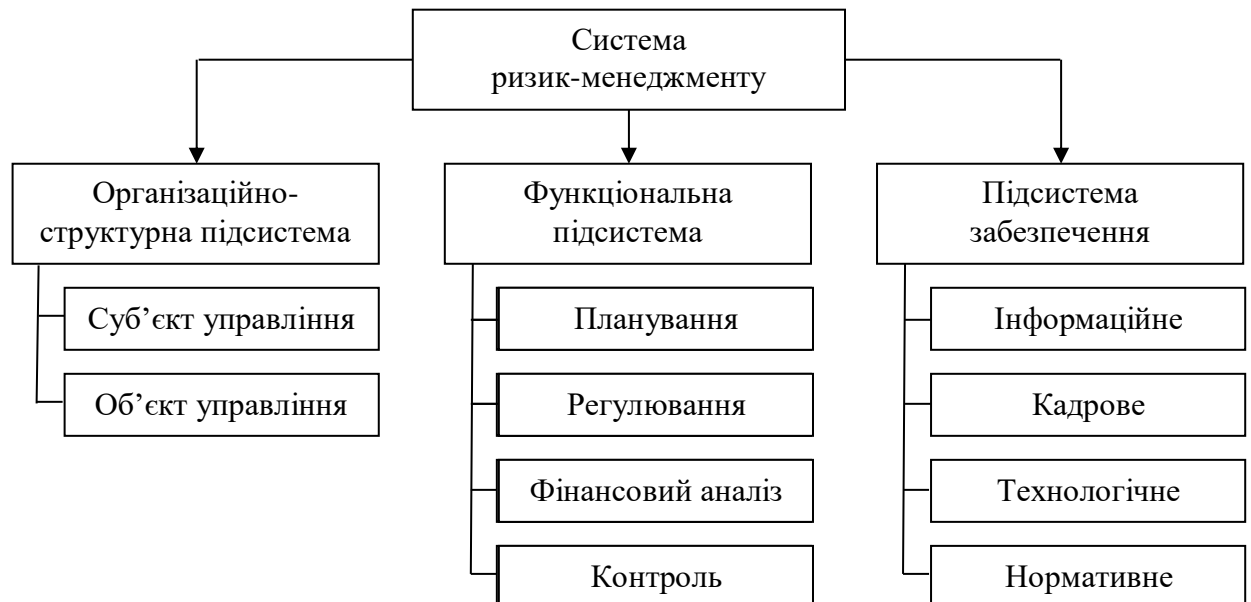 Система
ризик-менеджменту
Організаційно-
структурна підсистема
Суб’єкт управління
Об’єкт управління
Функціональна
підсистема
Планування
Регулювання
Фінансовий аналіз
Контроль
Підсистема
забезпечення
Інформаційне
Кадрове
Технологічне
Нормативне